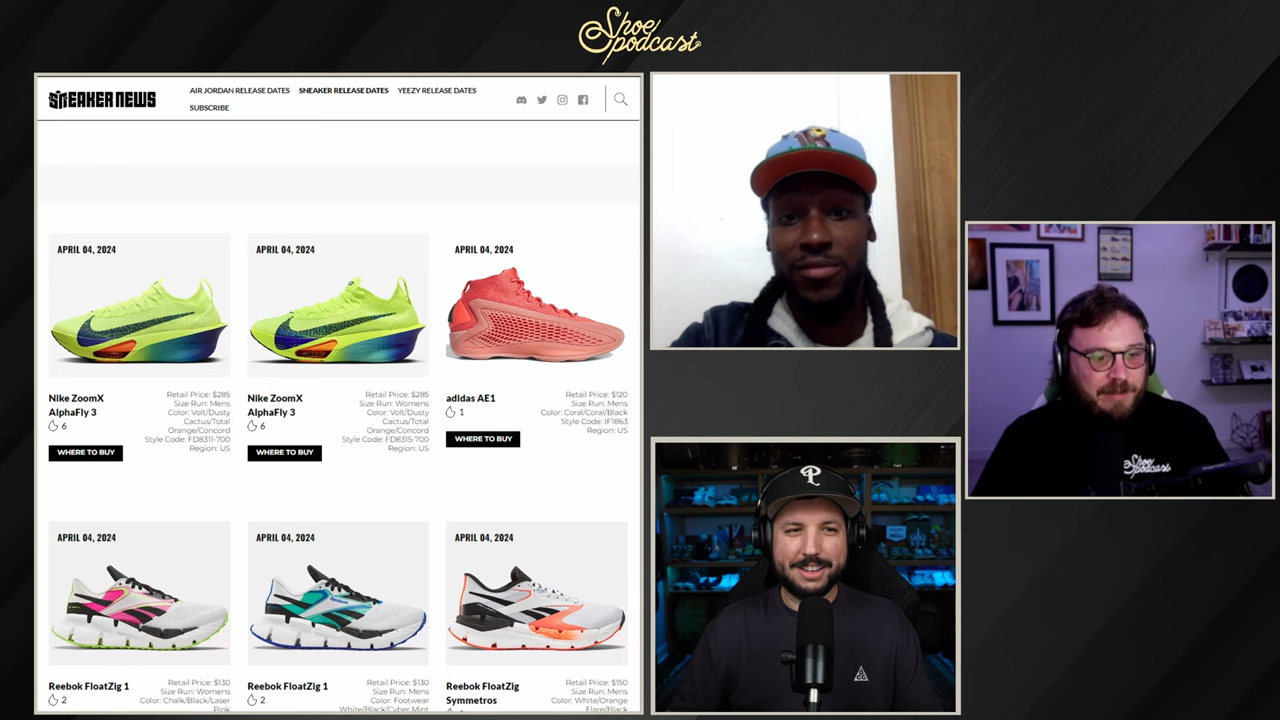 Shoe
podcast
SNEAKER NEWS
AIR JORDAN RELEASE DATES
SNEAKER RELEASE DATES
YEEZY RELEASE DATES
SUBSCRIBE
APRIL 04, 2024
APRIL 04, 2024
APRIL 04, 2024
Nike ZoomX
AlphaFly 3
6
Retail Price: $285
Size Run: Mens
Color: Volt/Dusty
Cactus/Total
Orange/Concord
Style Code: FD8311-700
Region: US
WHERE TO BUY
Nike ZoomX
AlphaFly 3
6
Retail Price: $285
Size Run: Womens
Color: Volt/Dusty
Cactus/Total
Orange/Concord
Style Code: FD8315-700
Region: US
WHERE TO BUY
adidas AE1
1
Retail Price: $120
Size Run: Mens
Color: Coral/Coral/Black
Style Code: IF1863
Region: US
WHERE TO BUY
APRIL 04, 2024
APRIL 04, 2024
APRIL 04, 2024
Reebok FloatZig 1
2
Retail Price: $130
Size Run: Womens
Color: Chalk/Black/Laser
Pink
Reebok FloatZig 1
2
Retail Price: $130
Size Run: Mens
Color: Footwear
White/Black/Cyber Mint
Reebok FloatZig
Symmetros
Retail Price: $150
Size Run: Mens
Color: White/Orange
Flare/Black
Shoe
podcast
P